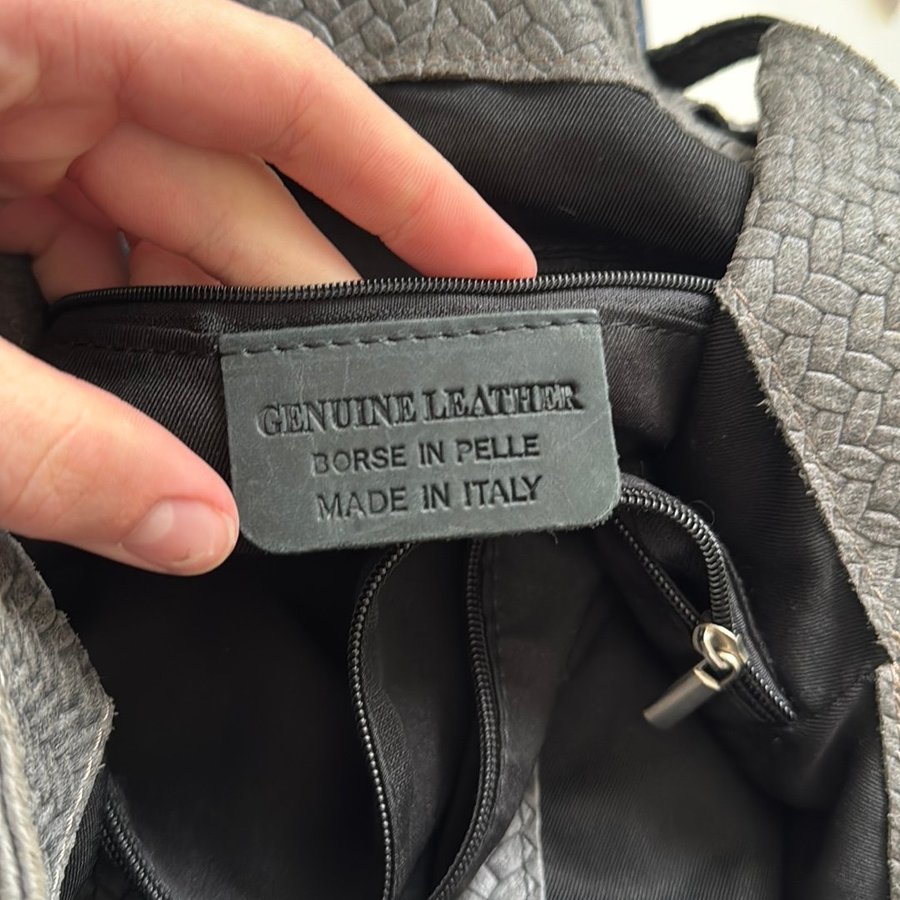 GENUINE LEATHER
BORSE IN PELLE
MADE IN ITALY